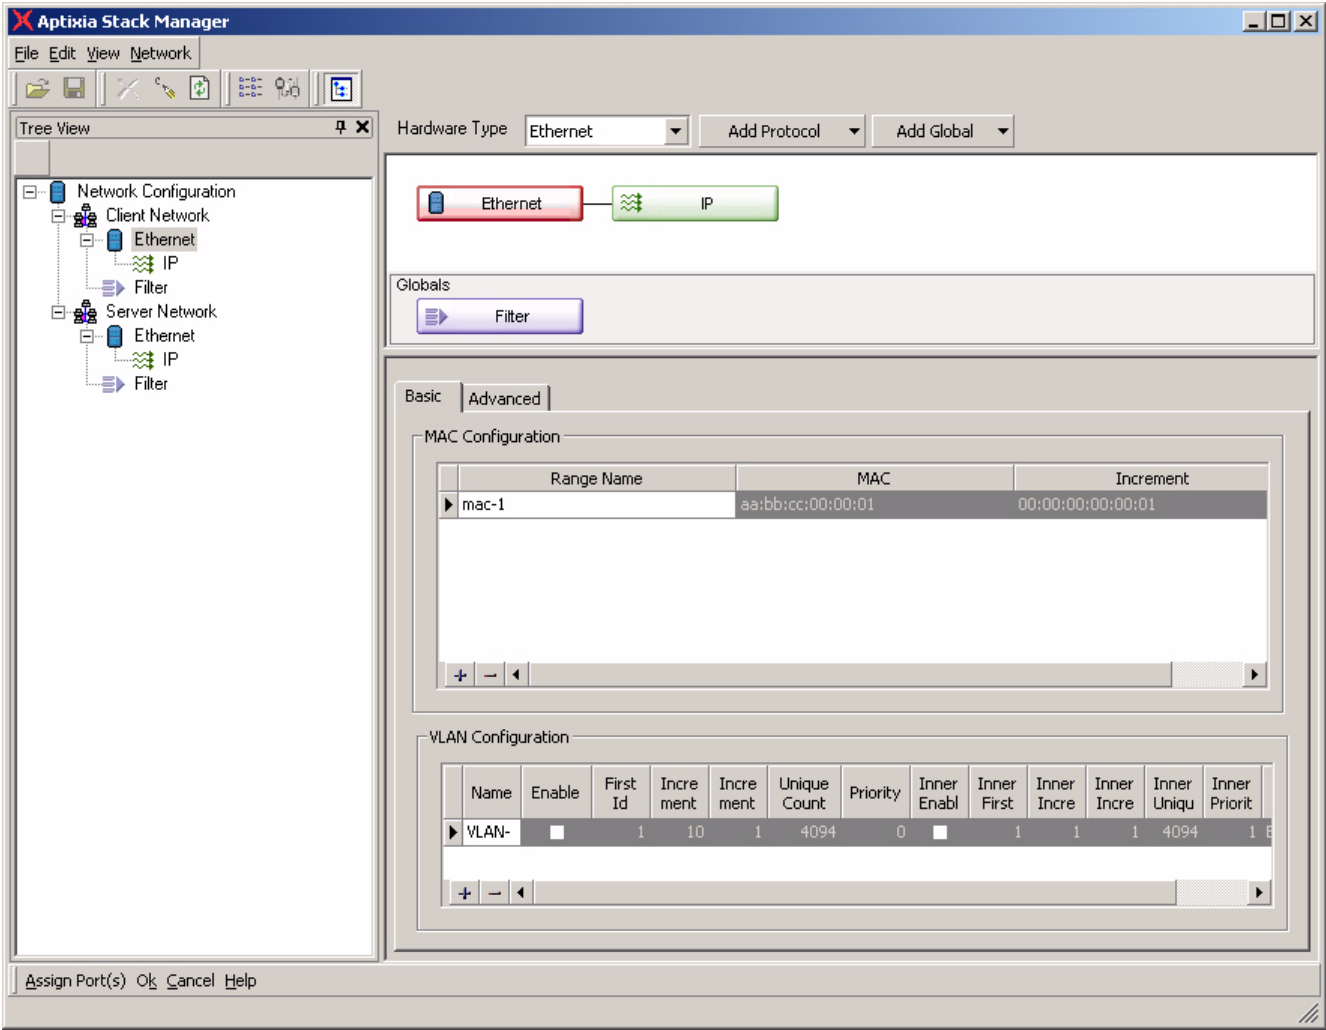 Aptixia Stack Manager
File Edit View Network
Tree View
Hardware Type Ethernet Add Protocol Add Global
Network Configuration
Client Network
Ethernet
IP
Filter
Server Network
Ethernet
IP
Filter
Ethernet IP
Globals
Filter
Basic Advanced
MAC Configuration
Range Name MAC Increment
mac-1 aa:bb:cc:00:00:01 00:00:00:00:00:01
VLAN Configuration
Name Enable First Id Incre ment Incre ment Unique Count Priority Inner Enabl Inner First Inner Incre Inner Incre Inner Uniqu Inner Priorit
VLAN- 1 10 1 4094 0 1 1 1 4094 1
Assign Port(s) Ok Cancel Help